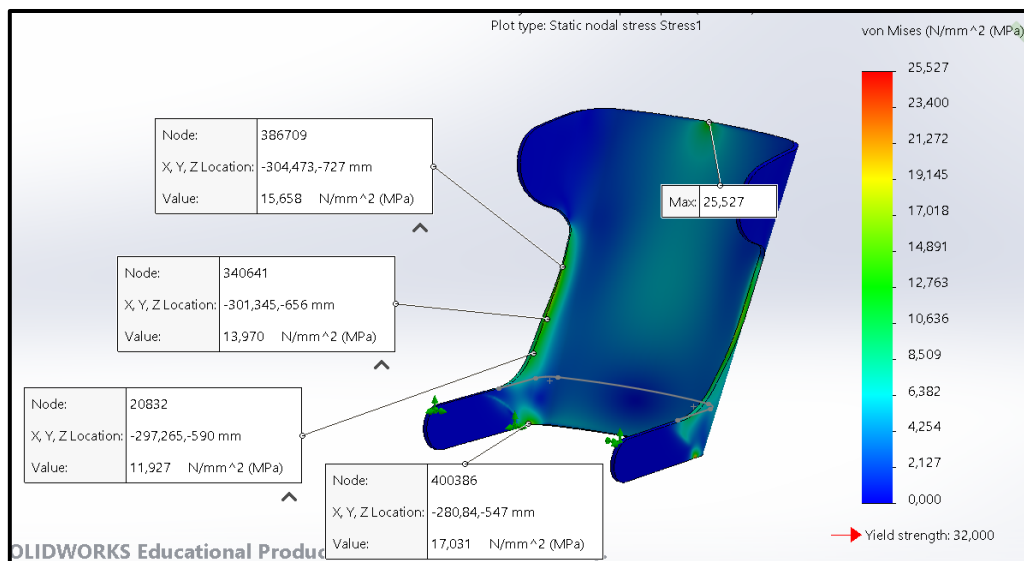 Plot type: Static nodal stress Stress1
von Mises (N/mm^2 (MPa)
25,527
23,400
21,272
19,145
17,018
14,891
12,763
10,636
8,509
6,382
4,254
2,127
0,000
Yield strength: 32,000
Node: 386709
X, Y, Z Location: -304,473,-727 mm
Value: 15,658 N/mm^2 (MPa)
Max: 25,527
Node: 340641
X, Y, Z Location: -301,345,-656 mm
Value: 13,970 N/mm^2 (MPa)
Node: 20832
X, Y, Z Location: -297,265,-590 mm
Value: 11,927 N/mm^2 (MPa)
Node: 400386
X, Y, Z Location: -280,84,-547 mm
Value: 17,031 N/mm^2 (MPa)
OLIDWORKS Educational Produc